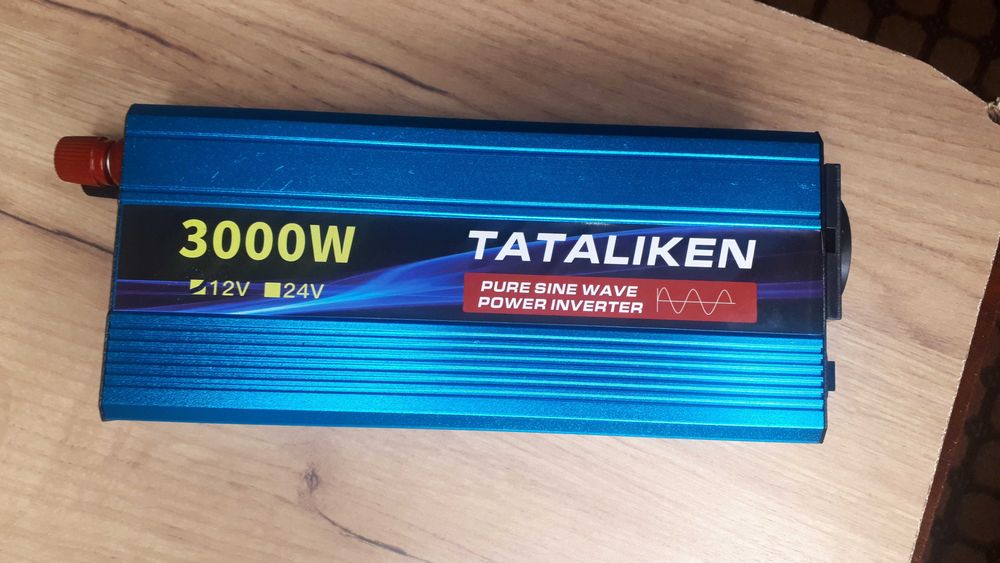 3000W
12V 24V
TATALIKEN
PURE SINE WAVE
POWER INVERTER